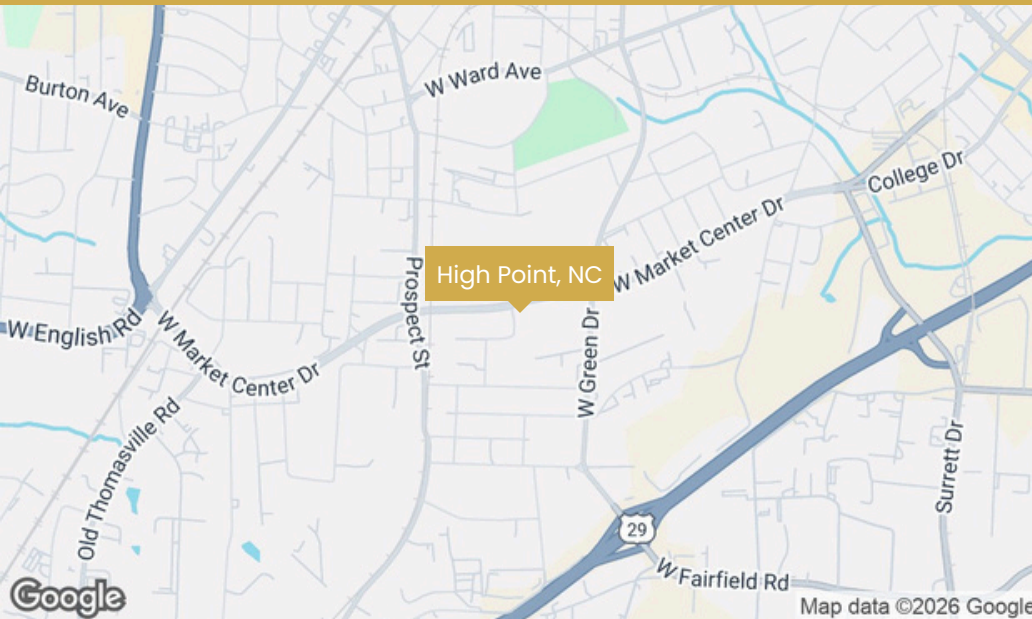 W Ward Ave
Burton Ave
College Dr
W Market Center Dr
High Point, NC
Prospect St
W English Rd
W Market Center Dr
W Green Dr
Old Thomasville Rd
Surrett Dr
29
W Fairfield Rd
Google
Map data ©2026 Google